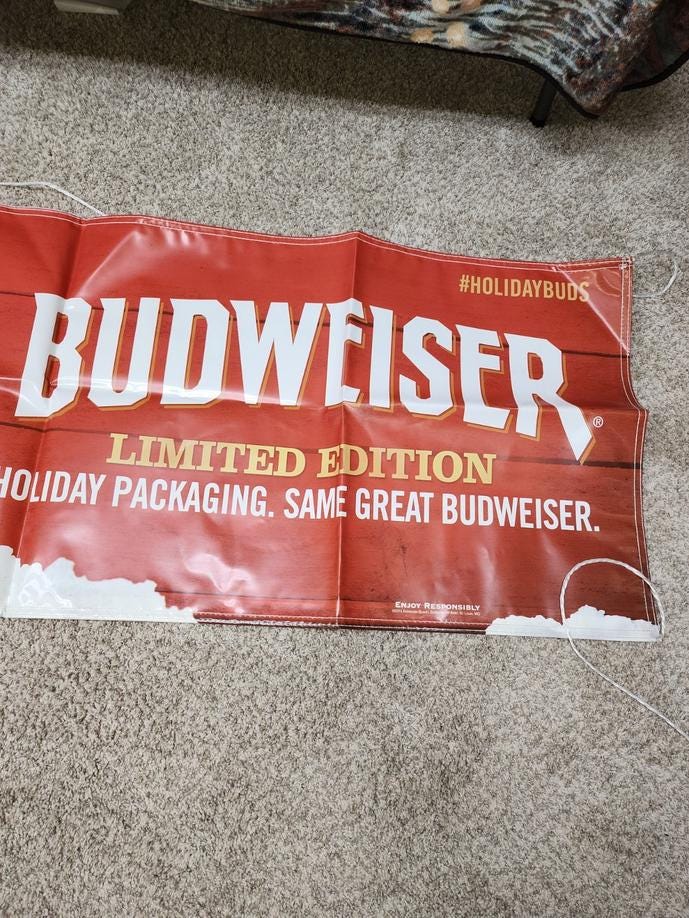 #HOLIDAYBUDS
BUDWEISER®
LIMITED EDITION
HOLIDAY PACKAGING. SAME GREAT BUDWEISER.
ENJOY RESPONSIBLY